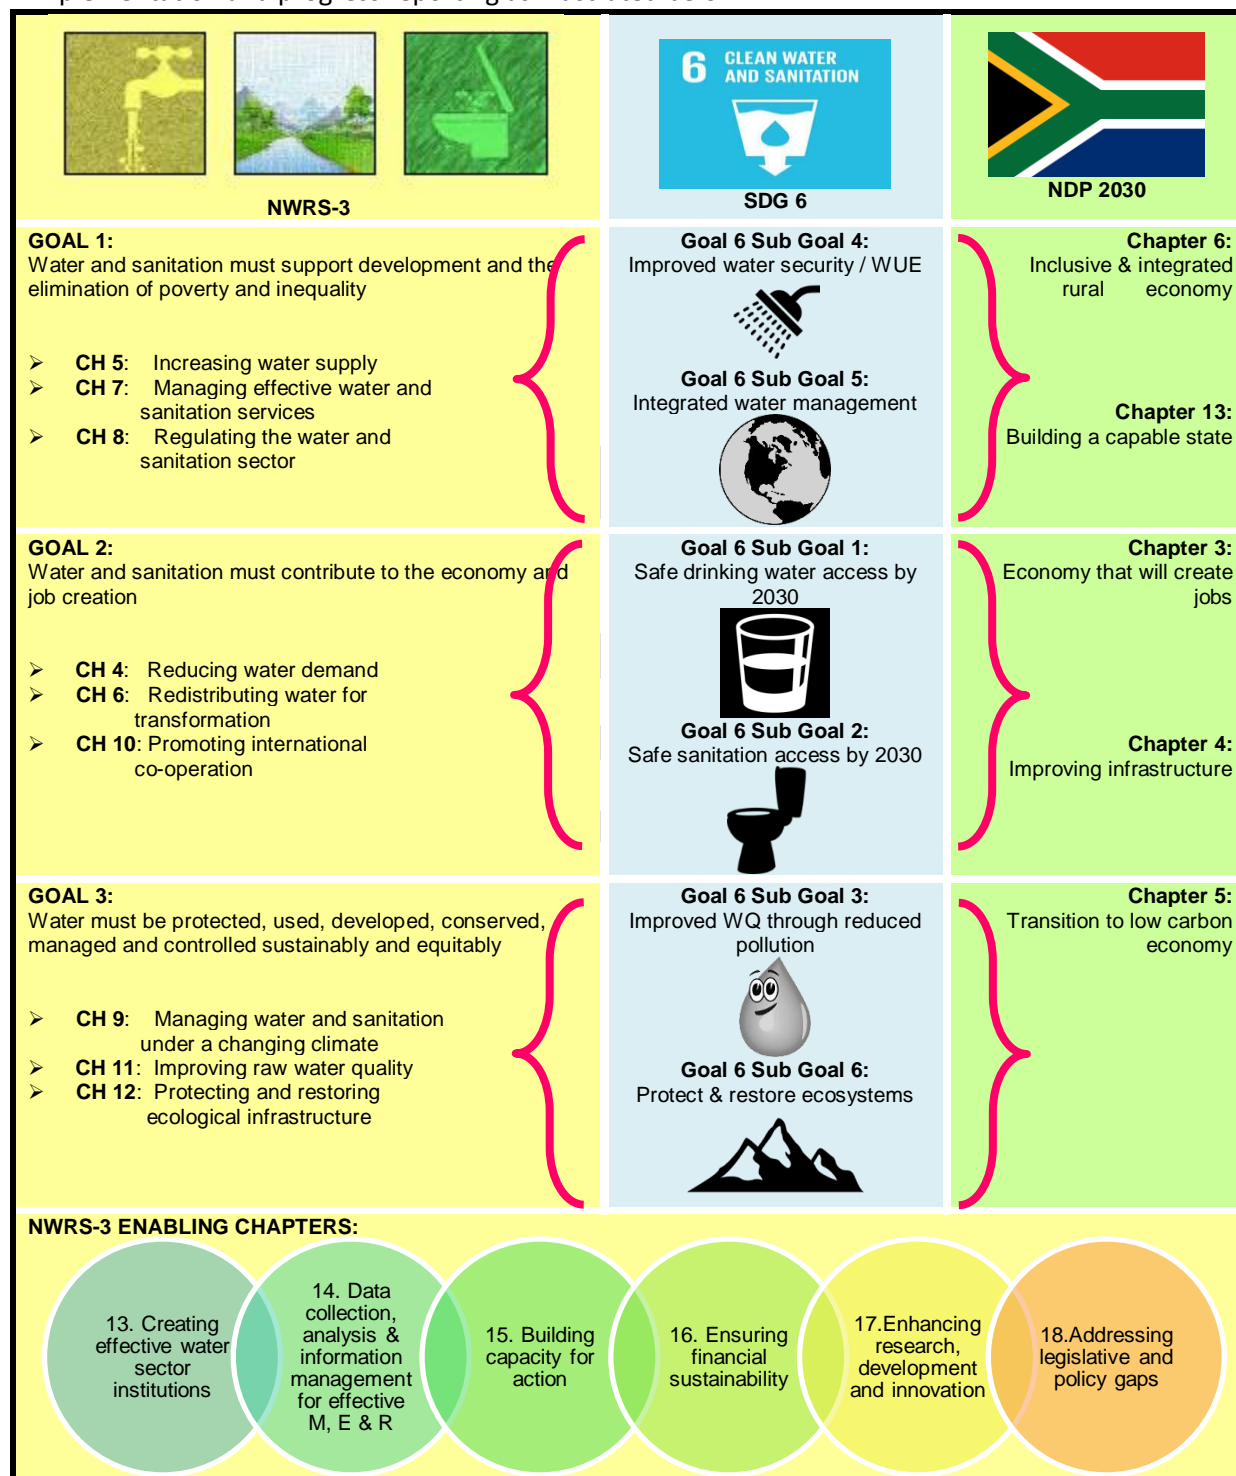 6 CLEAN WATER
AND SANITATION
NWRS-3
SDG 6
NDP 2030
GOAL 1:
Water and sanitation must support development and the
elimination of poverty and inequality
➢ CH 5: Increasing water supply
➢ CH 7: Managing effective water and
sanitation services
➢ CH 8: Regulating the water and
sanitation sector
Goal 6 Sub Goal 4:
Improved water security / WUE
Goal 6 Sub Goal 5:
Integrated water management
Chapter 6:
Inclusive & integrated
rural economy
Chapter 13:
Building a capable state
GOAL 2:
Water and sanitation must contribute to the economy and
job creation
➢ CH 4: Reducing water demand
➢ CH 6: Redistributing water for
transformation
➢ CH 10: Promoting international
co-operation
Goal 6 Sub Goal 1:
Safe drinking water access by
2030
Goal 6 Sub Goal 2:
Safe sanitation access by 2030
Chapter 3:
Economy that will create
jobs
Chapter 4:
Improving infrastructure
GOAL 3:
Water must be protected, used, developed, conserved,
managed and controlled sustainably and equitably
➢ CH 9: Managing water and sanitation
under a changing climate
➢ CH 11: Improving raw water quality
➢ CH 12: Protecting and restoring
ecological infrastructure
Goal 6 Sub Goal 3:
Improved WQ through reduced
pollution
Goal 6 Sub Goal 6:
Protect & restore ecosystems
Chapter 5:
Transition to low carbon
economy
NWRS-3 ENABLING CHAPTERS:
13. Creating
effective water
sector
institutions
14. Data
collection,
analysis &
information
management
for effective
M, E & R
15. Building
capacity for
action
16. Ensuring
financial
sustainability
17.Enhancing
research,
development
and innovation
18.Addressing
legislative and
policy gaps